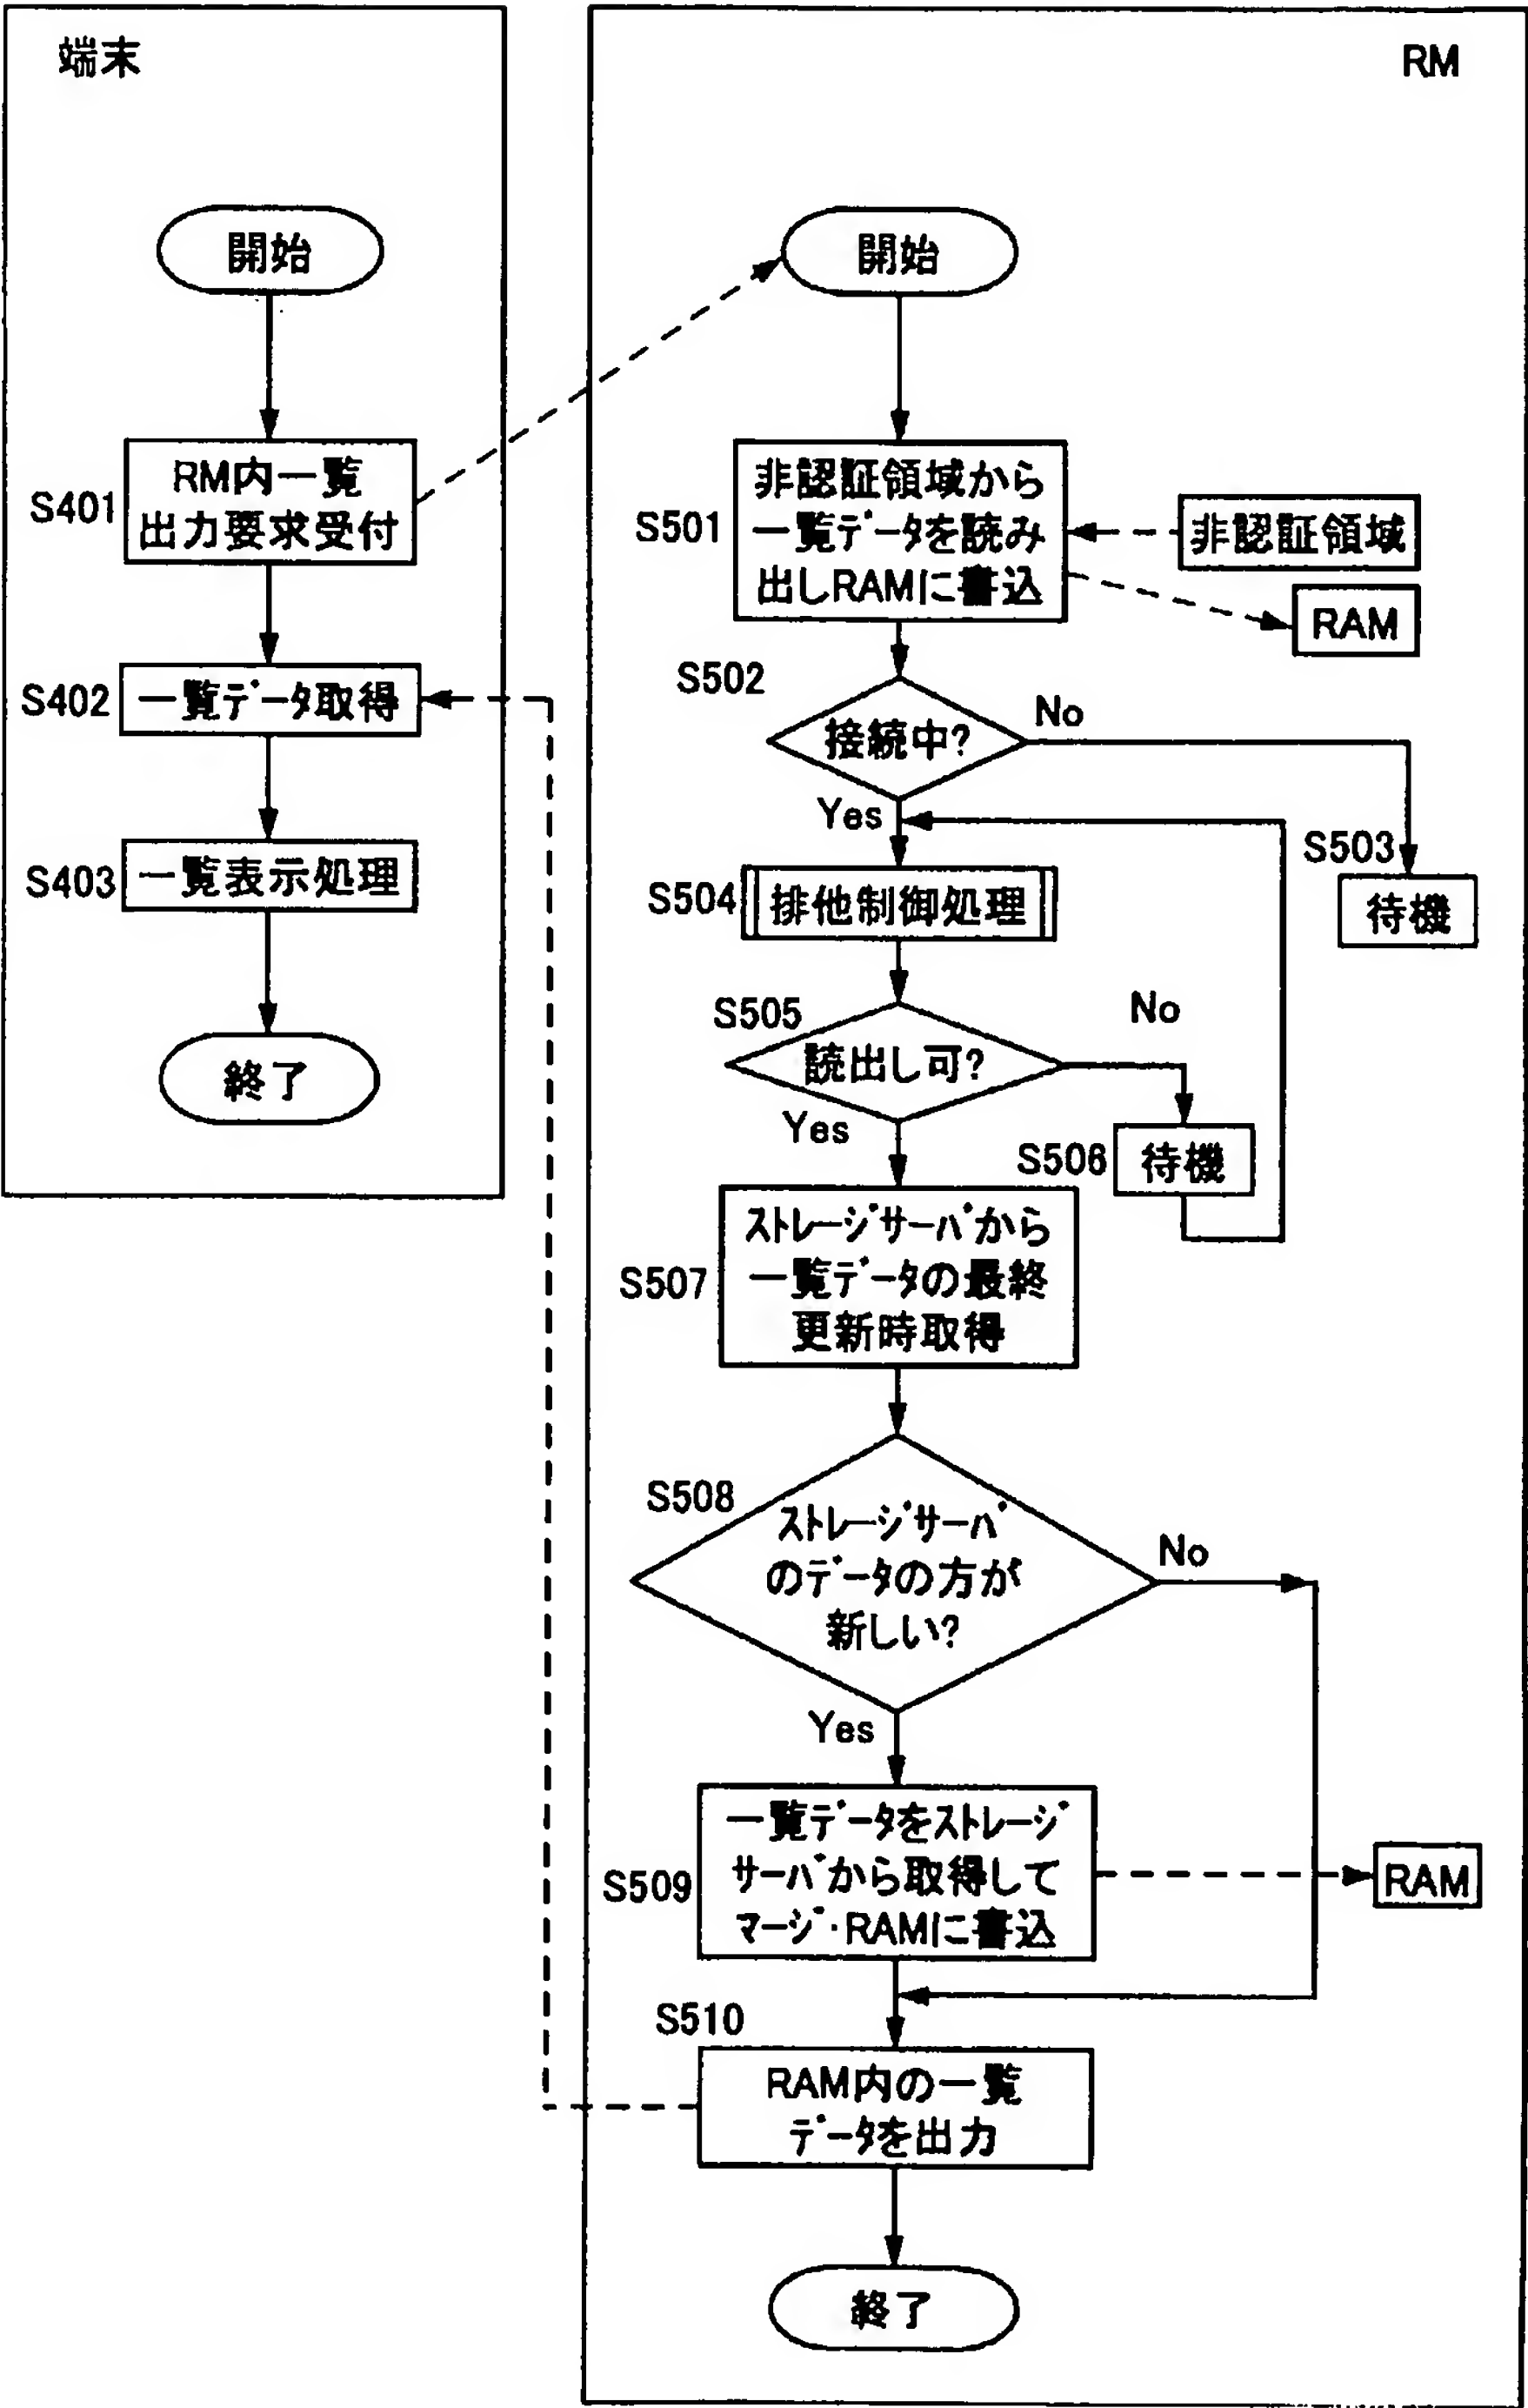 端末
開始
S401
RM内一覧
出力要求受付
S402
一覧データ取得
S403
一覧表示処理
終了
RM
開始
S501
非認証領域から
一覧データを読み
出しRAMに書込
非認証領域
RAM
S502
接続中?
No
Yes
S503
待機
S504
排他制御処理
S505
読出し可?
No
Yes
S506
待機
S507
ストレージサーバから
一覧データの最終
更新時取得
S508
ストレージサーバ
のデータの方が
新しい?
No
Yes
S509
一覧データをストレージ
サーバから取得して
マージ・RAMに書込
RAM
S510
RAM内の一覧
データを出力
終了